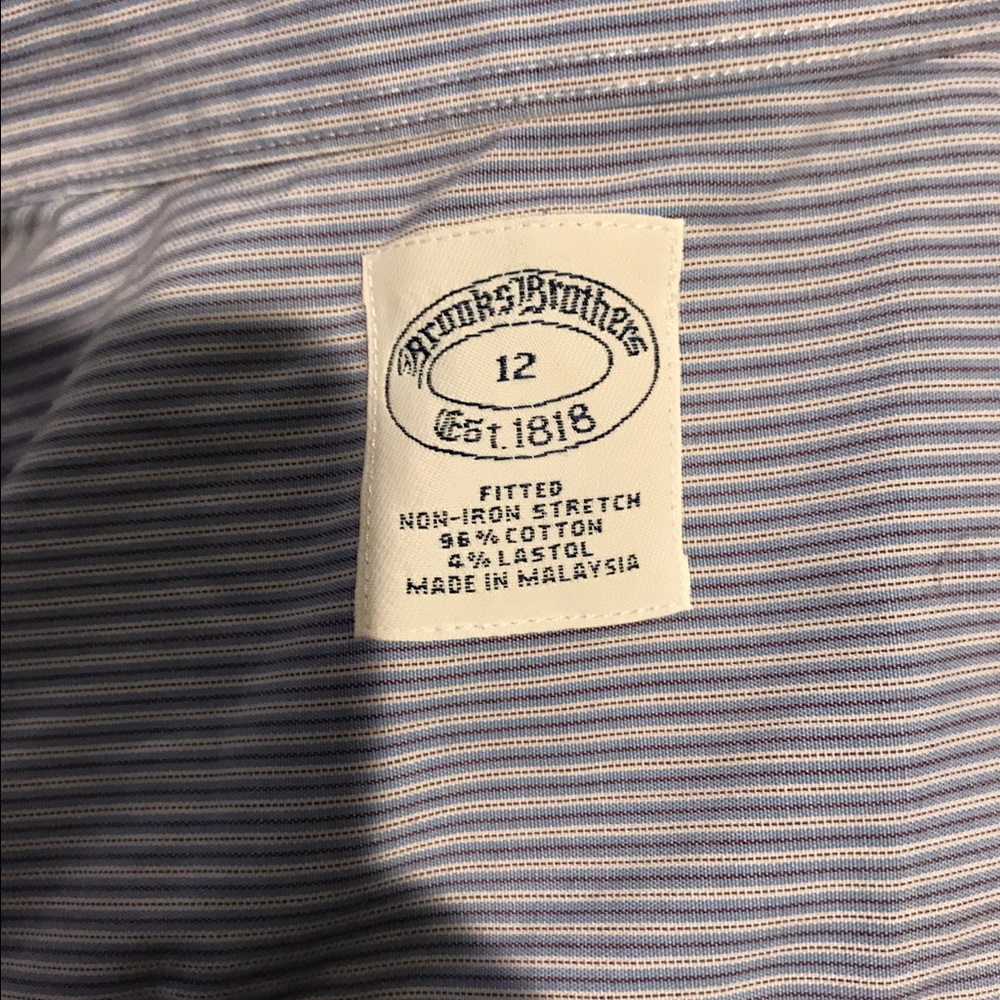 Brooks Brothers
12
Est. 1818
FITTED
NON-IRON STRETCH
96% COTTON
4% LASTOL
MADE IN MALAYSIA